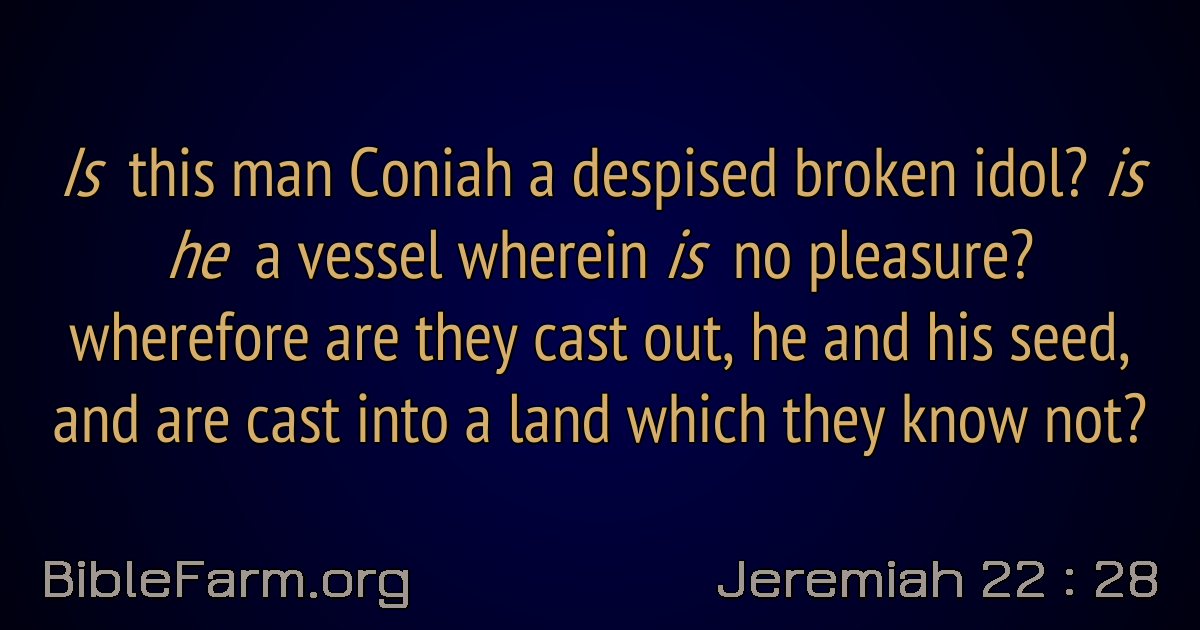 Is this man Coniah a despised broken idol? is
he a vessel wherein is no pleasure?
wherefore are they cast out, he and his seed,
and are cast into a land which they know not?
BibleFarm.org
Jeremiah 22 : 28